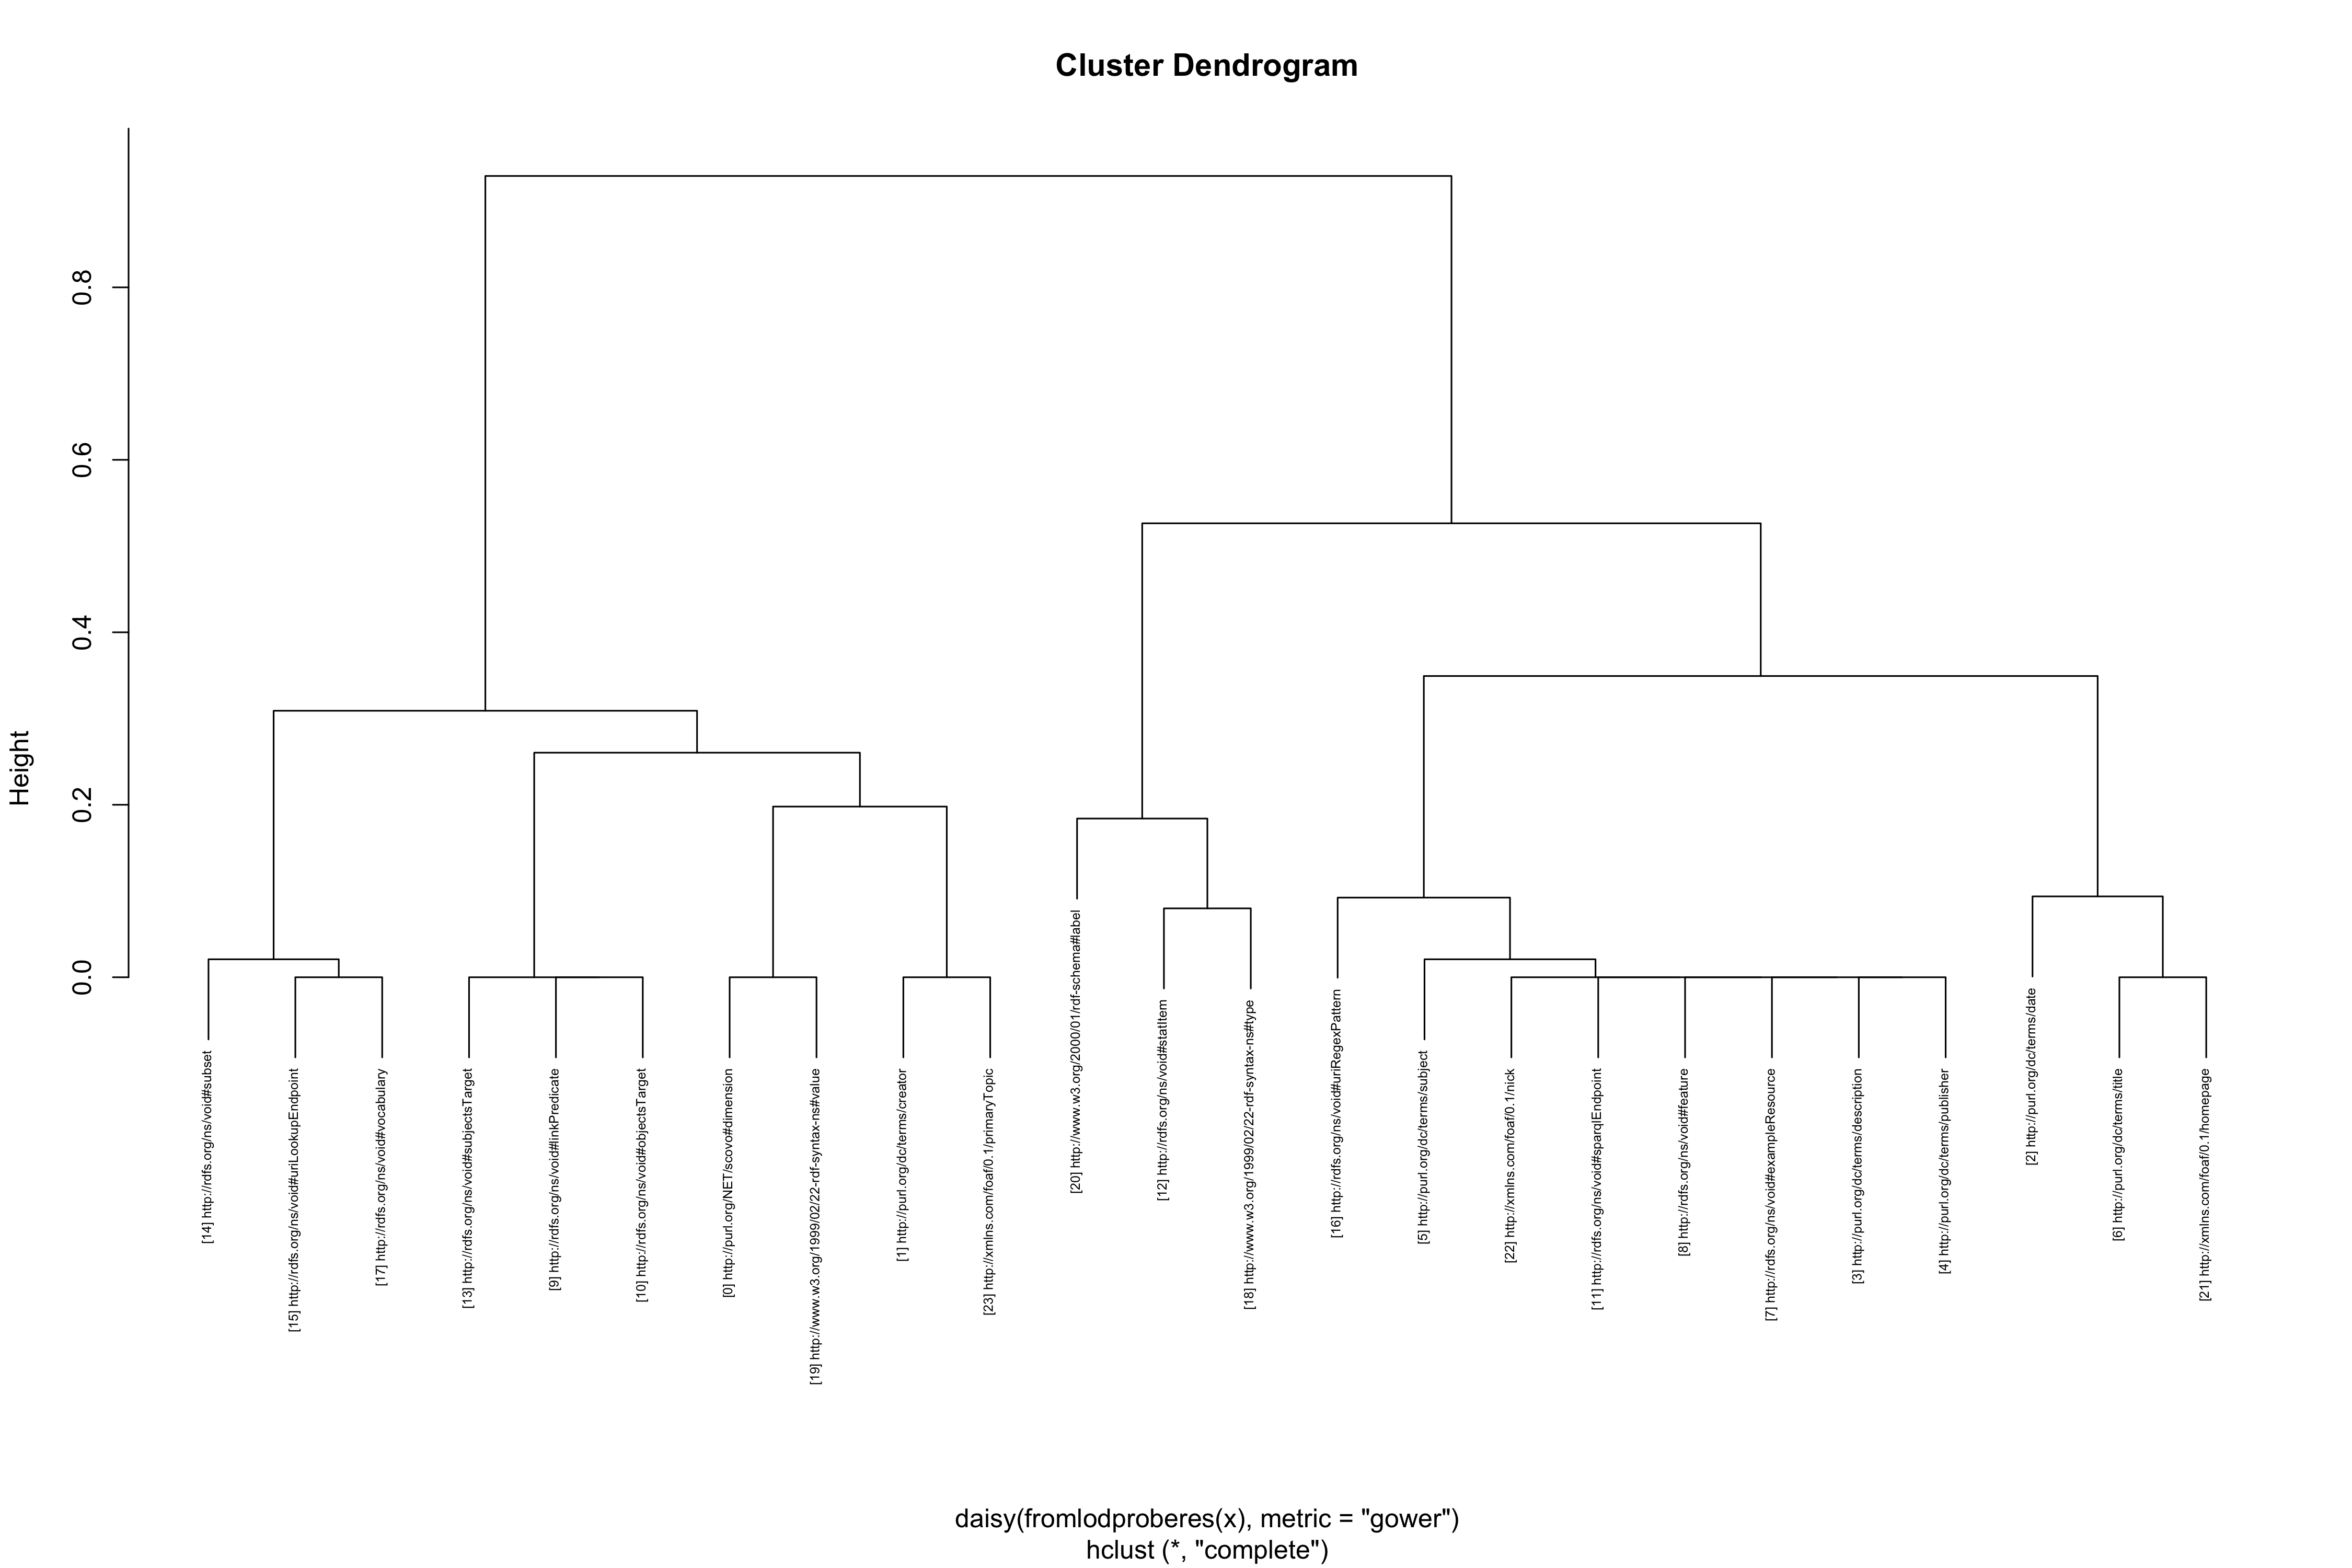 Cluster Dendrogram
Height
0.0
0.2
0.4
0.6
0.8
[14] http://rdfs.org/ns/void#subset
[15] http://rdfs.org/ns/void#uriLookupEndpoint
[17] http://rdfs.org/ns/void#vocabulary
[13] http://rdfs.org/ns/void#subjectsTarget
[9] http://rdfs.org/ns/void#linkPredicate
[10] http://rdfs.org/ns/void#objectsTarget
[0] http://purl.org/NET/scovo#dimension
[19] http://www.w3.org/1999/02/22-rdf-syntax-ns#value
[1] http://purl.org/dc/terms/creator
[23] http://xmlns.com/foaf/0.1/primaryTopic
[20] http://www.w3.org/2000/01/rdf-schema#label
[12] http://rdfs.org/ns/void#statItem
[18] http://www.w3.org/1999/02/22-rdf-syntax-ns#type
[16] http://rdfs.org/ns/void#uriRegexPattern
[5] http://purl.org/dc/terms/subject
[22] http://xmlns.com/foaf/0.1/nick
[11] http://rdfs.org/ns/void#sparqlEndpoint
[8] http://rdfs.org/ns/void#feature
[7] http://rdfs.org/ns/void#exampleResource
[3] http://purl.org/dc/terms/description
[4] http://purl.org/dc/terms/publisher
[2] http://purl.org/dc/terms/date
[6] http://purl.org/dc/terms/title
[21] http://xmlns.com/foaf/0.1/homepage
daisy(fromlodproberes(x), metric = "gower")
hclust (*, "complete")